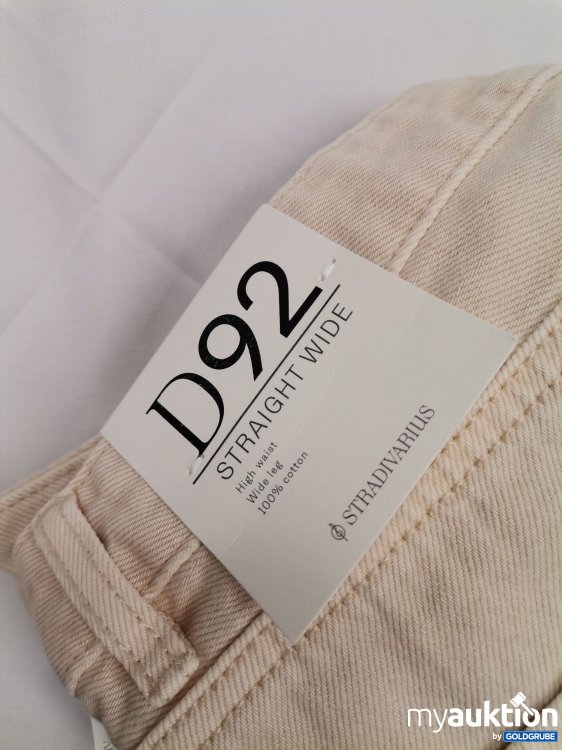 D92
STRAIGHT WIDE
High waist
Wide leg
100% cotton
STRADIVARIUS
myauktion
by GOLDGRUBE